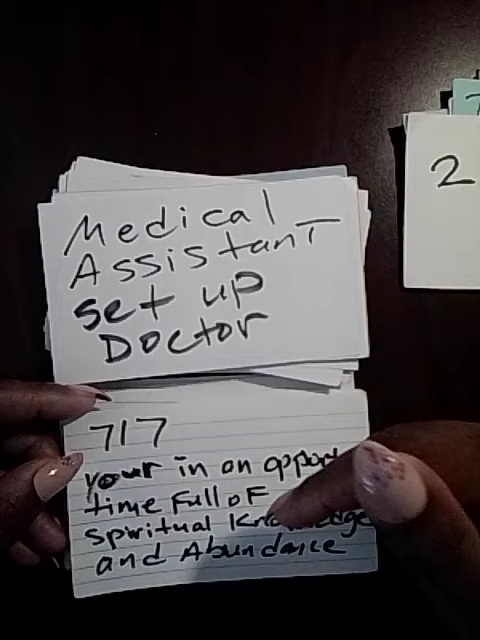 Medical
Assistant
set up
Doctor
2
717
your in an
time full of
spiritual
and Abundance